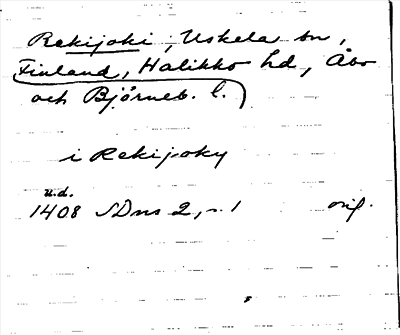 Rekijoki, Uskela sn,
Finland, Halikko hd, Åbo
och Björneb. l.)
i Rekijoky
u.d.
1408 SDns 2, s. 1 orig.